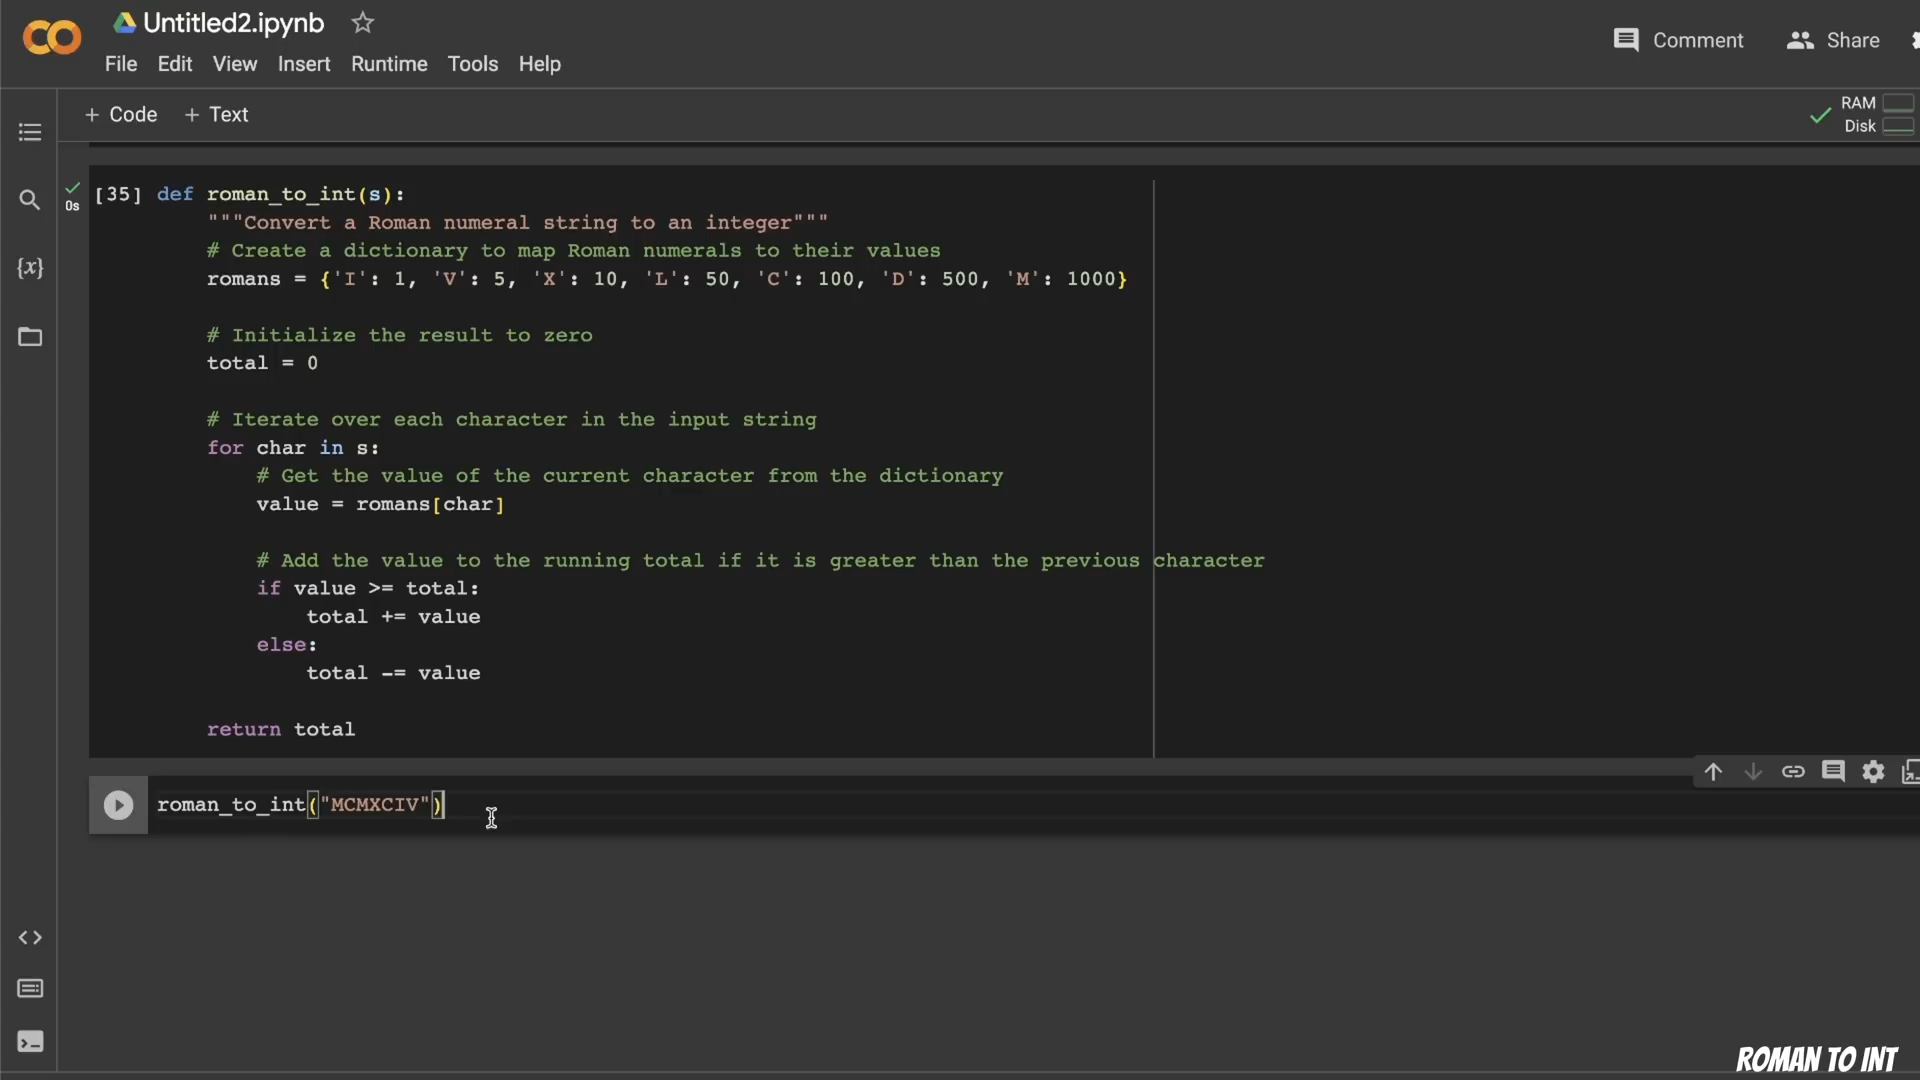 Untitled2.ipynb
Comment
Share
File Edit View Insert Runtime Tools Help
+ Code + Text
RAM
Disk
0s
[35] def roman_to_int(s):
"""Convert a Roman numeral string to an integer"""
# Create a dictionary to map Roman numerals to their values
romans = {'I': 1, 'V': 5, 'X': 10, 'L': 50, 'C': 100, 'D': 500, 'M': 1000}
# Initialize the result to zero
total = 0
# Iterate over each character in the input string
for char in s:
# Get the value of the current character from the dictionary
value = romans[char]
# Add the value to the running total if it is greater than the previous character
if value >= total:
total += value
else:
total -= value
return total
roman_to_int("MCMXCIV")
{x}
ROMAN TO INT